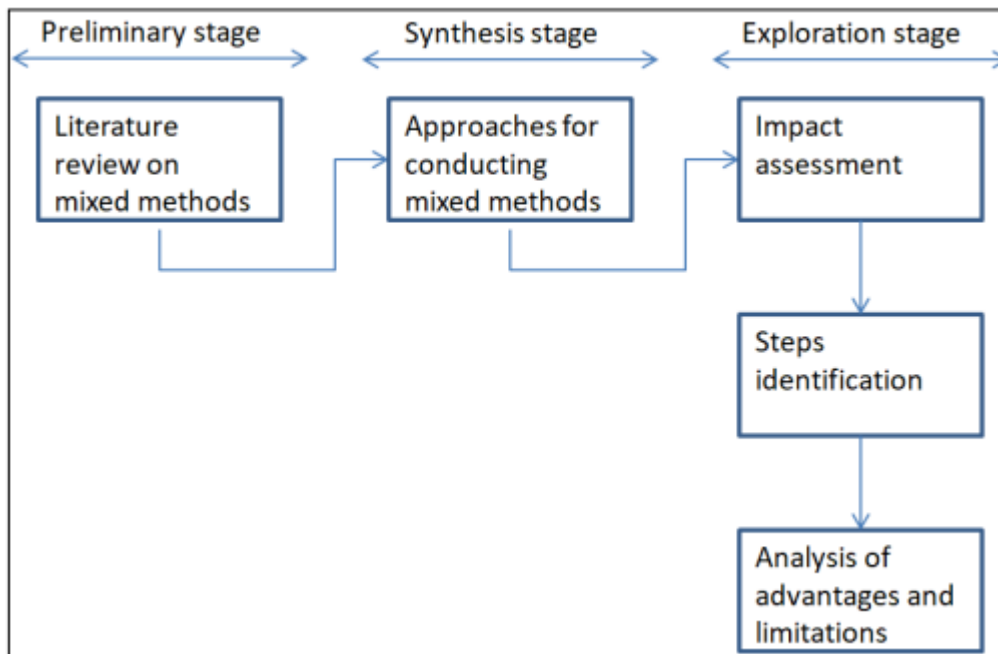 Preliminary stage
Synthesis stage
Exploration stage
Literature
review on
mixed methods
Approaches for
conducting
mixed methods
Impact
assessment
Steps
identification
Analysis of
advantages and
limitations